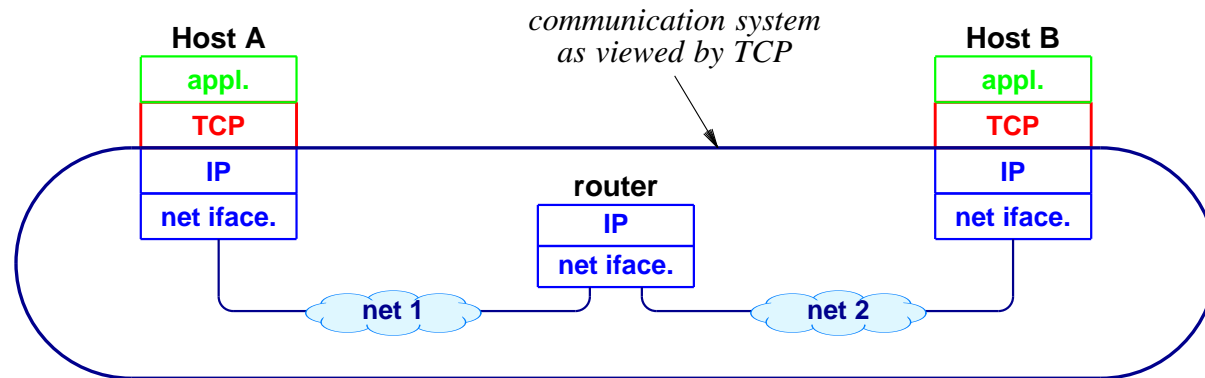 communication system
as viewed by TCP
Host A
appl.
TCP
IP
net iface.
Host B
appl.
TCP
IP
net iface.
router
IP
net iface.
net 1
net 2